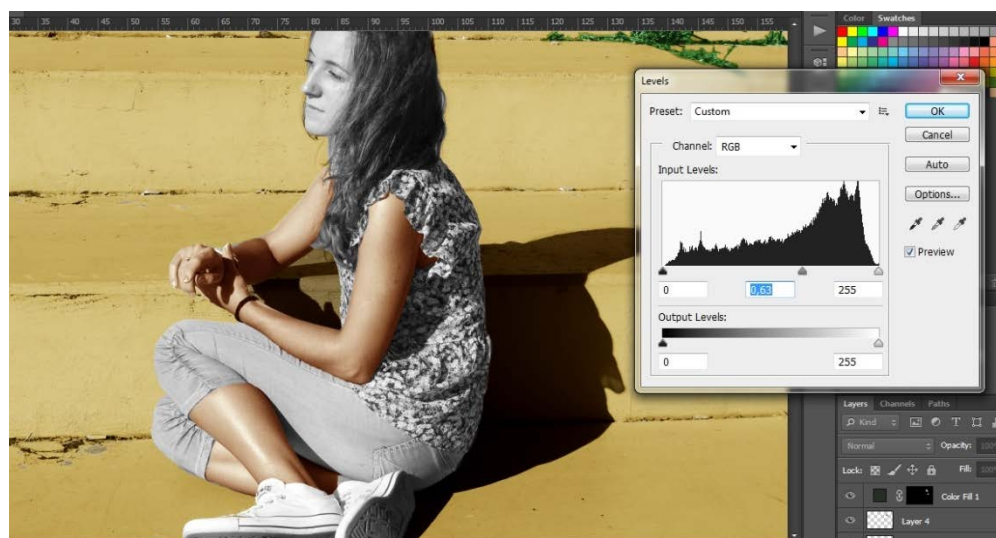 30 35 40 45 50 55 60 65 70 75 80 85 90 95 100 105 110 115 120 125 130 135 140 145 150 155
Color Swatches
Levels
Preset: Custom
OK
Cancel
Channel: RGB
Auto
Input Levels:
Options...
Preview
0 0,63 255
Output Levels:
0 255
Layers Channels Paths
Kind
Normal Opacity: 100%
Lock: Fill: 100%
Color Fill 1
Layer 4